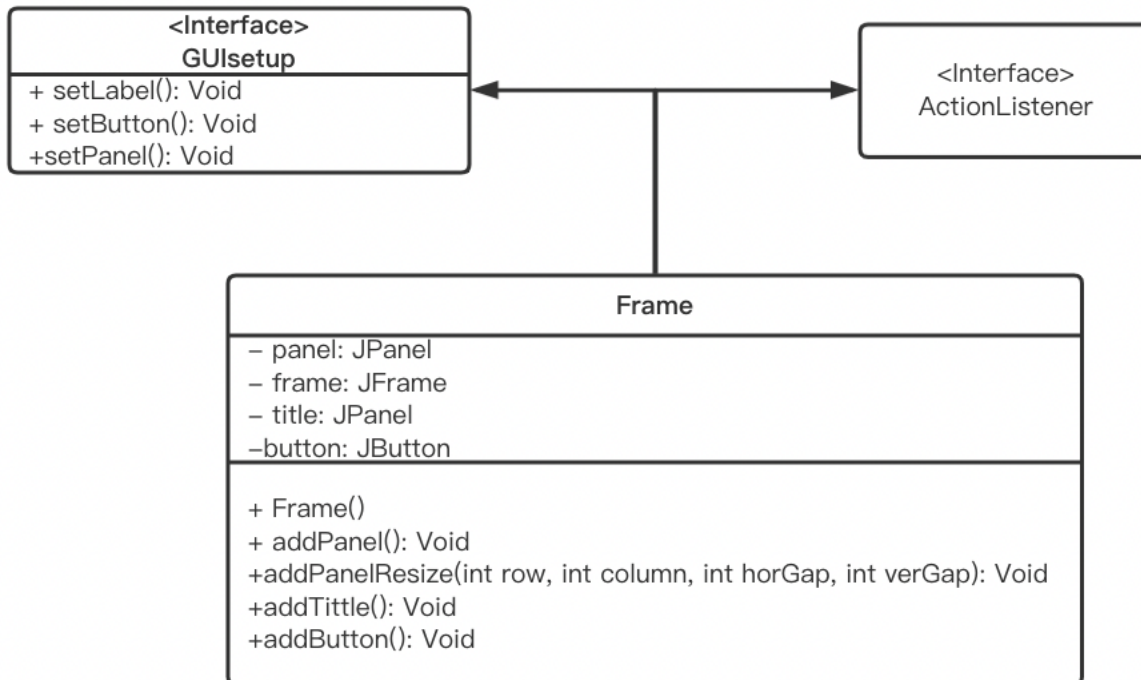 <Interface>
GUIsetup
+ setLabel(): Void
+ setButton(): Void
+setPanel(): Void
<Interface>
ActionListener
Frame
– panel: JPanel
– frame: JFrame
– title: JPanel
–button: JButton
+ Frame()
+ addPanel(): Void
+addPanelResize(int row, int column, int horGap, int verGap): Void
+addTittle(): Void
+addButton(): Void